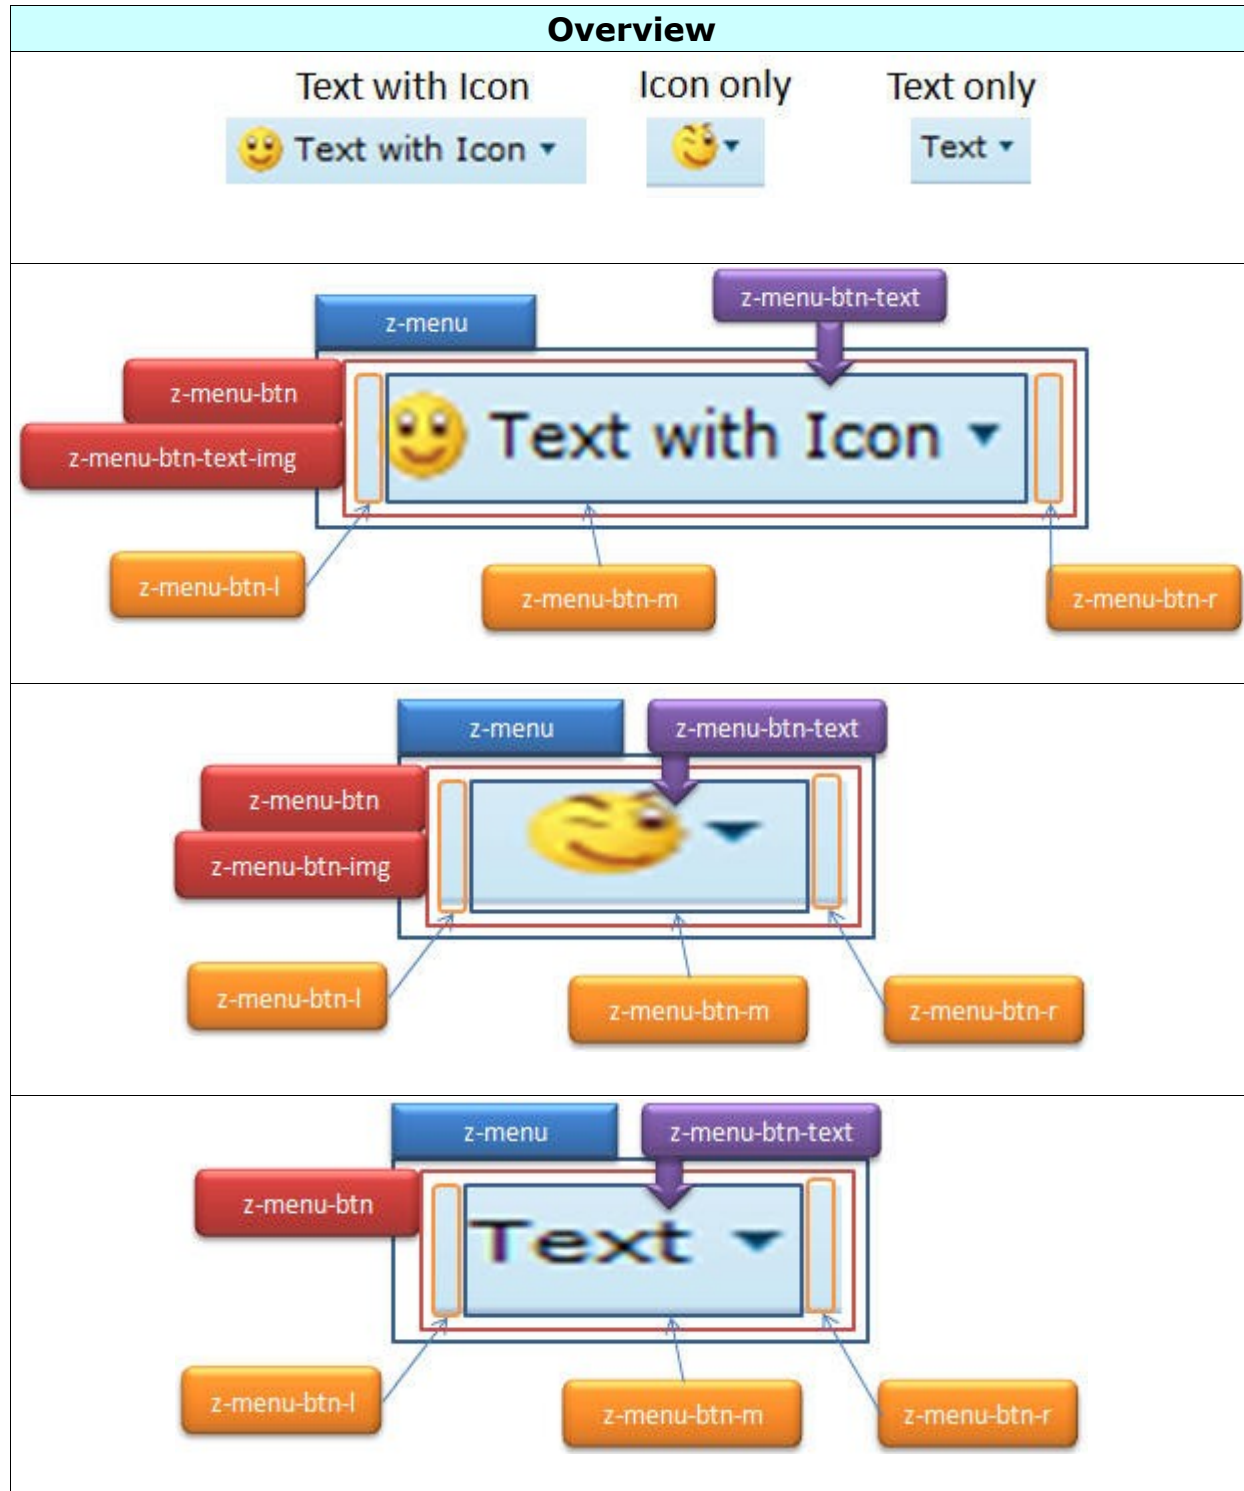 Overview
Text with Icon
Icon only
Text only
Text with Icon
Text
z-menu-btn-text
z-menu
z-menu-btn
z-menu-btn-text-img
Text with Icon
z-menu-btn-l
z-menu-btn-m
z-menu-btn-r
z-menu
z-menu-btn-text
z-menu-btn
z-menu-btn-img
z-menu-btn-l
z-menu-btn-m
z-menu-btn-r
z-menu
z-menu-btn-text
z-menu-btn
Text
z-menu-btn-l
z-menu-btn-m
z-menu-btn-r